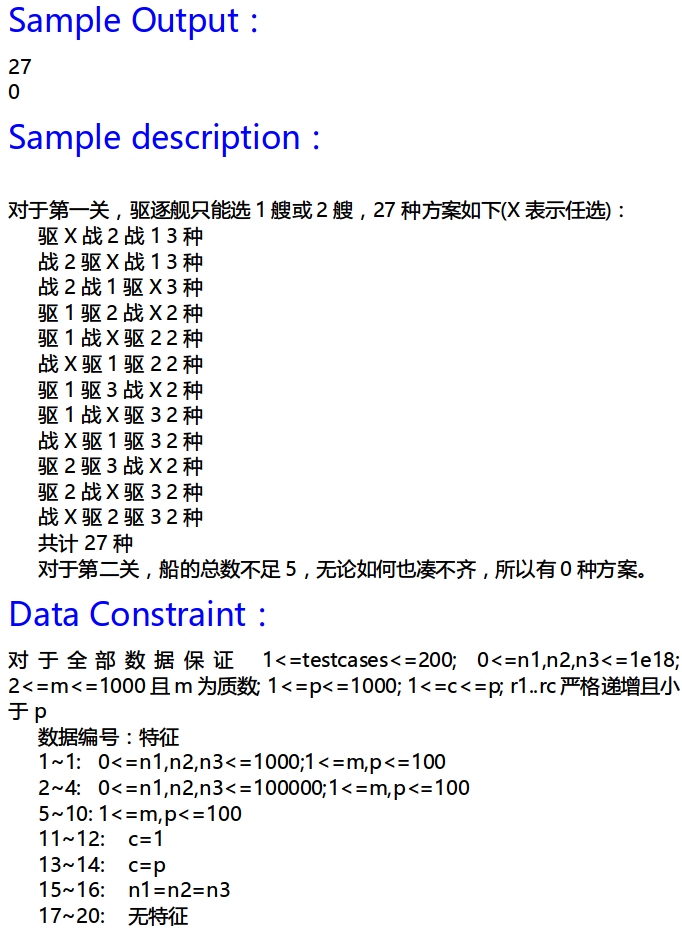 Sample Output：
27
0
Sample description：
对于第一关，驱逐舰只能选 1 艘或 2 艘，27 种方案如下(X 表示任选)：
驱 X 战 2 战 1 3 种
战 2 驱 X 战 1 3 种
战 2 战 1 驱 X 3 种
驱 1 驱 2 战 X 2 种
驱 1 战 X 驱 2 2 种
战 X 驱 1 驱 2 2 种
驱 1 驱 3 战 X 2 种
驱 1 战 X 驱 3 2 种
战 X 驱 1 驱 3 2 种
驱 2 驱 3 战 X 2 种
驱 2 战 X 驱 3 2 种
战 X 驱 2 驱 3 2 种
共计 27 种
对于第二关，船的总数不足 5，无论如何也凑不齐，所以有 0 种方案。
Data Constraint：
对于全部数据保证 1<=testcases<=200; 0<=n1,n2,n3<=1e18;
2<=m<=1000 且 m 为质数; 1<=p<=1000; 1<=c<=p; r1..rc 严格递增且小
于 p
数据编号：特征
1~1: 0<=n1,n2,n3<=1000;1<=m,p<=100
2~4: 0<=n1,n2,n3<=100000;1<=m,p<=100
5~10: 1<=m,p<=100
11~12: c=1
13~14: c=p
15~16: n1=n2=n3
17~20: 无特征